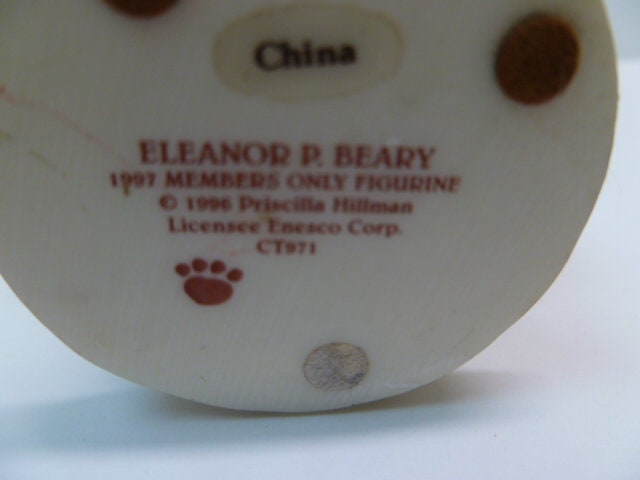 China
ELEANOR P. BEARY
1997 MEMBERS ONLY FIGURINE
© 1996 Priscilla Hillman
Licensee Enesco Corp.
CT971